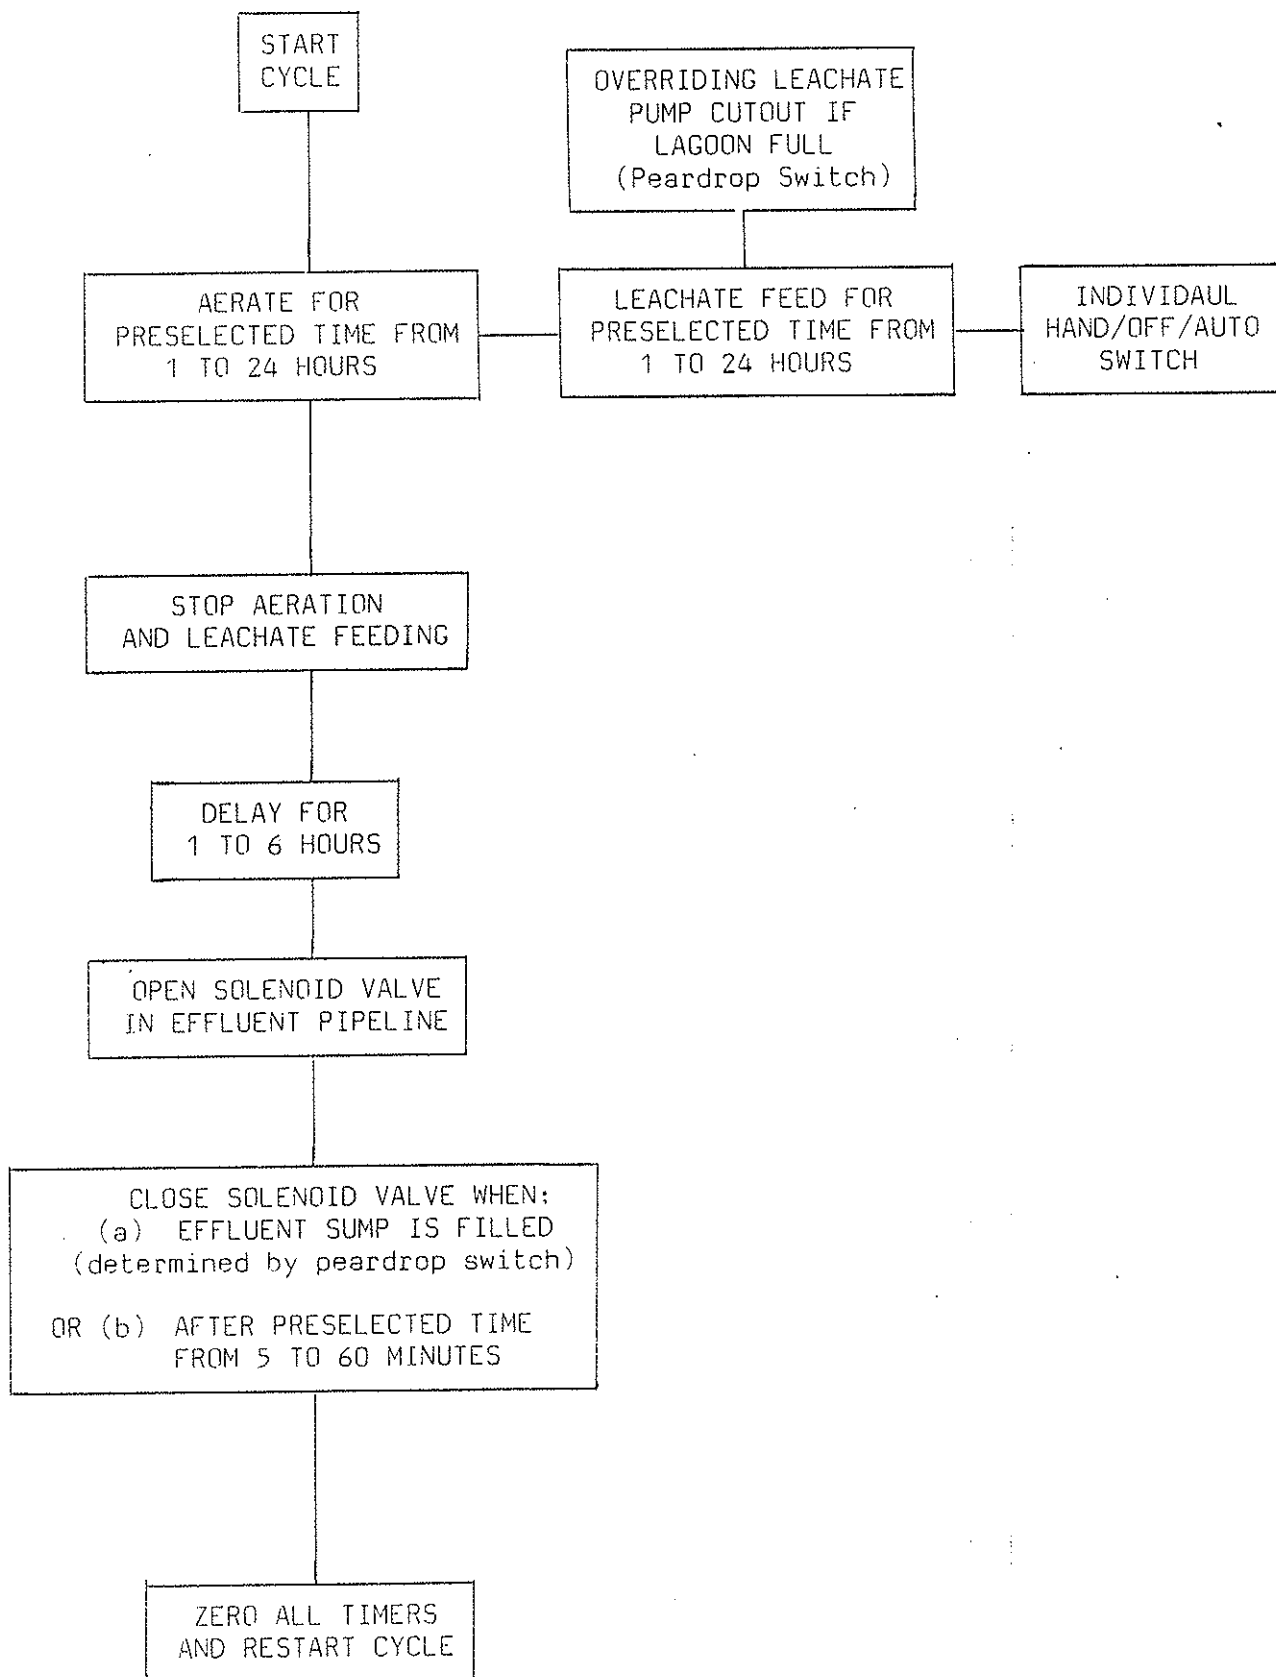 START
CYCLE
OVERRIDING LEACHATE
PUMP CUTOUT IF
LAGOON FULL
(Peardrop Switch)
AERATE FOR
PRESELECTED TIME FROM
1 TO 24 HOURS
LEACHATE FEED FOR
PRESELECTED TIME FROM
1 TO 24 HOURS
INDIVIDAUL
HAND/OFF/AUTO
SWITCH
STOP AERATION
AND LEACHATE FEEDING
DELAY FOR
1 TO 6 HOURS
OPEN SOLENOID VALVE
IN EFFLUENT PIPELINE
CLOSE SOLENOID VALVE WHEN:
(a) EFFLUENT SUMP IS FILLED
(determined by peardrop switch)
OR (b) AFTER PRESELECTED TIME
FROM 5 TO 60 MINUTES
ZERO ALL TIMERS
AND RESTART CYCLE